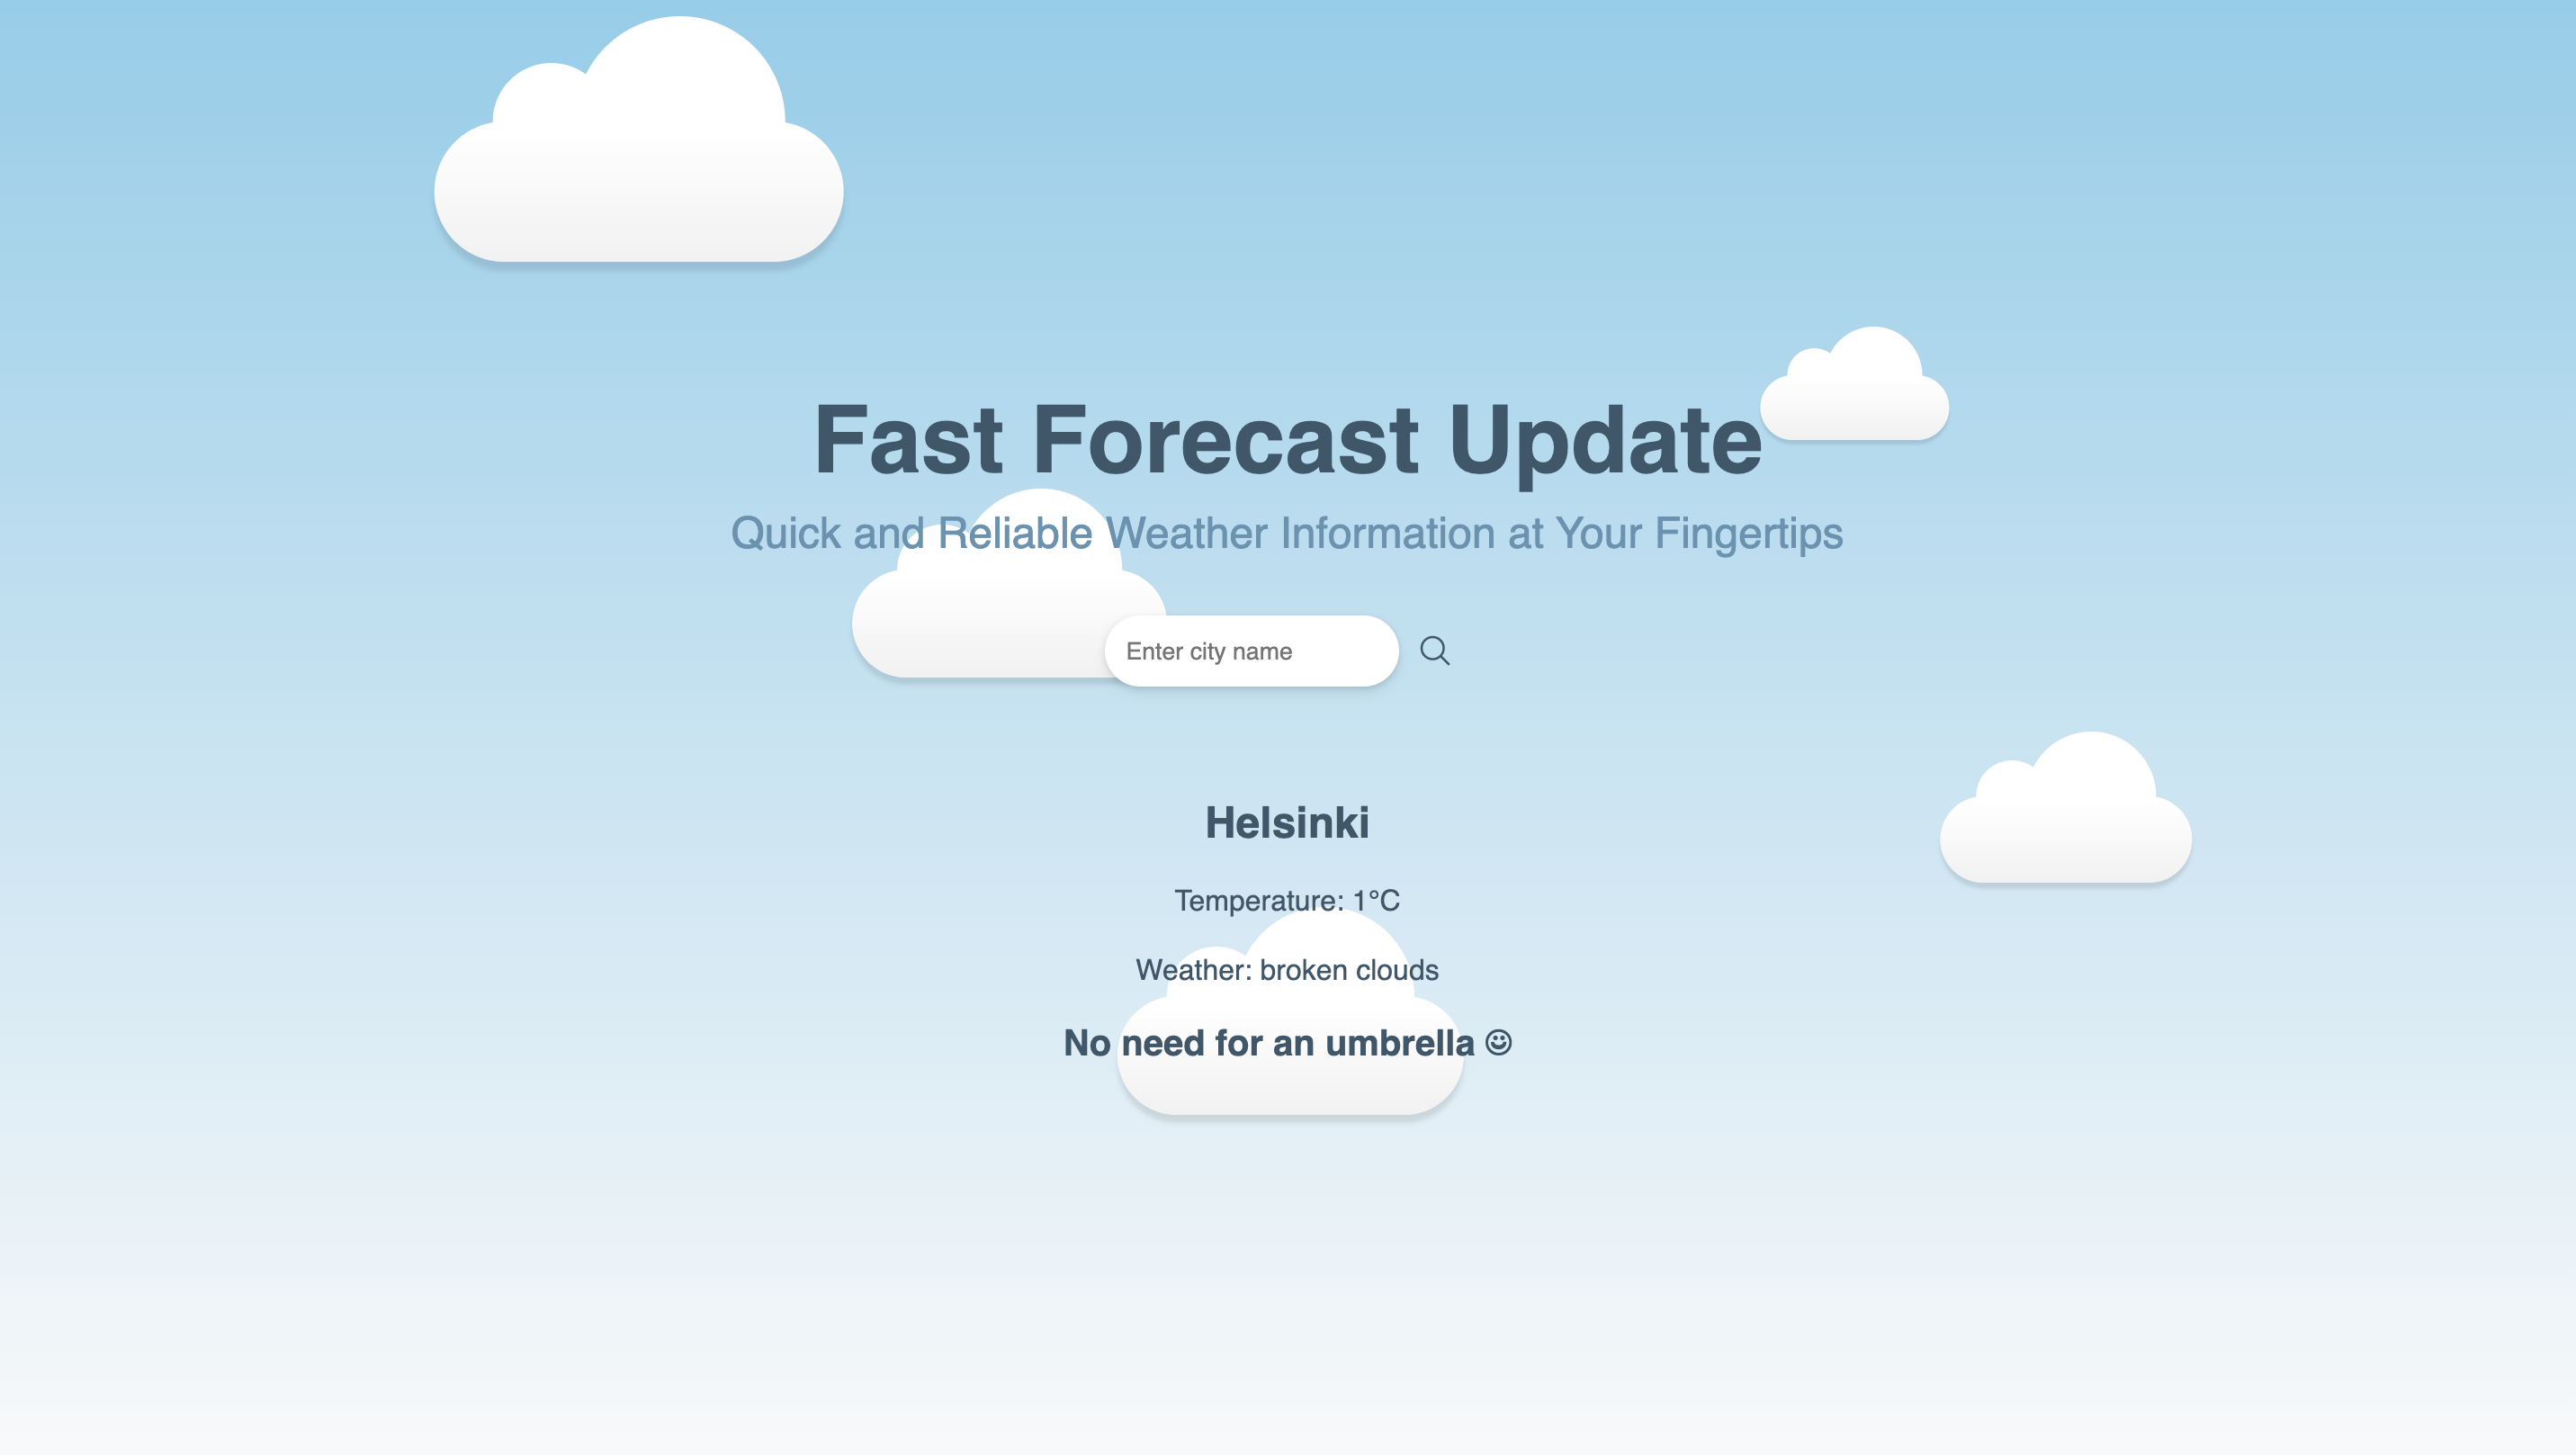 Fast Forecast Update
Quick and Reliable Weather Information at Your Fingertips
Enter city name
Helsinki
Temperature: 1°C
Weather: broken clouds
No need for an umbrella ☺